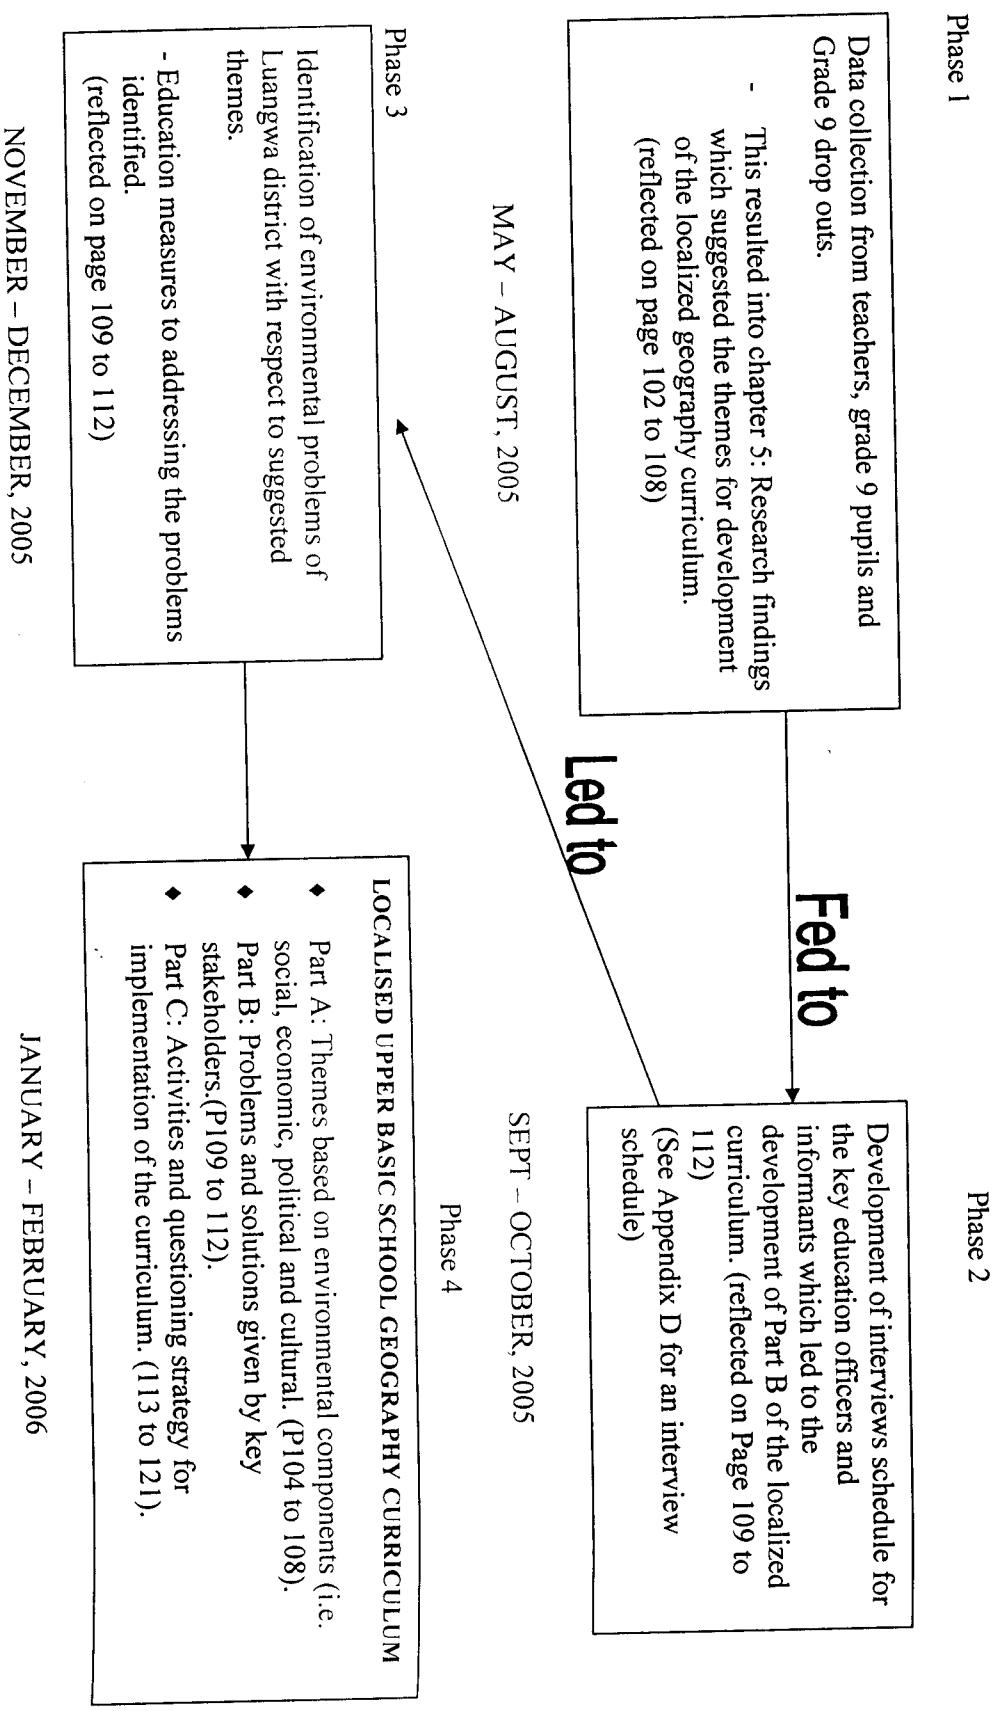 Phase 1
Data collection from teachers, grade 9 pupils and
Grade 9 drop outs.
- This resulted into chapter 5: Research findings
which suggested the themes for development
of the localized geography curriculum.
(reflected on page 102 to 108)
MAY – AUGUST, 2005
Fed to
Phase 2
Development of interviews schedule for
the key education officers and
informants which led to the
development of Part B of the localized
curriculum. (reflected on Page 109 to
112)
(See Appendix D for an interview
schedule)
SEPT – OCTOBER, 2005
Led to
Phase 3
Identification of environmental problems of
Luangwa district with respect to suggested
themes.
- Education measures to addressing the problems
identified.
(reflected on page 109 to 112)
NOVEMBER – DECEMBER, 2005
Phase 4
LOCALISED UPPER BASIC SCHOOL GEOGRAPHY CURRICULUM
♦ Part A: Themes based on environmental components (i.e.
social, economic, political and cultural. (P104 to 108).
♦ Part B: Problems and solutions given by key
stakeholders.(P109 to 112).
♦ Part C: Activities and questioning strategy for
implementation of the curriculum. (113 to 121).
JANUARY – FEBRUARY, 2006